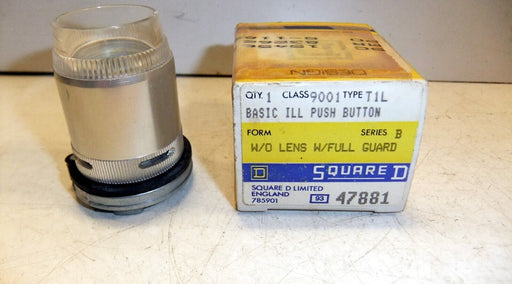 QTY. 1 CLASS 9001 TYPE T1L
BASIC ILL PUSH BUTTON
FORM SERIES B
W/O LENS W/FULL GUARD
D SQUARE D
SQUARE D LIMITED
ENGLAND
785901 93 47881
DESIGN